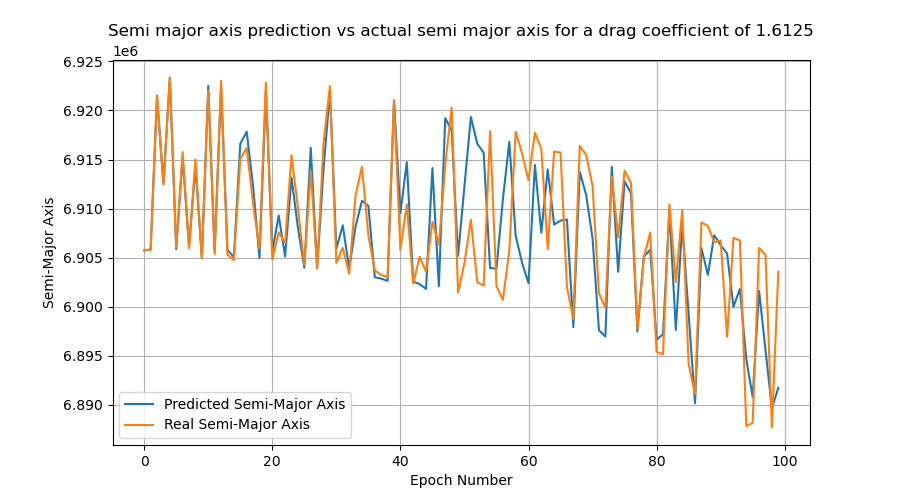 Semi major axis prediction vs actual semi major axis for a drag coefficient of 1.6125
1e6
6.925
6.920
6.915
6.910
6.905
6.900
6.895
6.890
Semi-Major Axis
Predicted Semi-Major Axis
Real Semi-Major Axis
0 20 40 60 80 100
Epoch Number